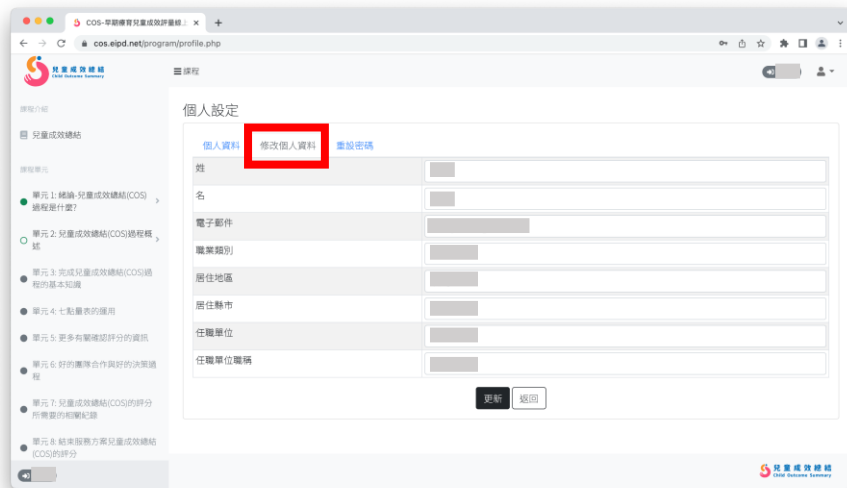 COS-早期療育兒童成效評量線上
cos.eipd.net/program/profile.php
兒童成效總結
Child Outcome Summary
課程
課程介紹
兒童成效總結
課程單元
單元 1: 緒論-兒童成效總結(COS)
過程是什麼?
單元 2: 兒童成效總結(COS)過程概
述
單元 3: 完成兒童成效總結(COS)過
程的基本知識
單元 4: 七點量表的運用
單元 5: 更多有關確認評分的資訊
單元 6: 好的團隊合作與好的決策過
程
單元 7: 兒童成效總結(COS)的評分
所需要的相關紀錄
單元 8: 結束服務方案兒童成效總結
(COS)的評分
個人設定
個人資料
修改個人資料
重設密碼
姓
名
電子郵件
職業類別
居住地區
居住縣市
任職單位
任職單位職稱
更新
返回
兒童成效總結
Child Outcome Summary